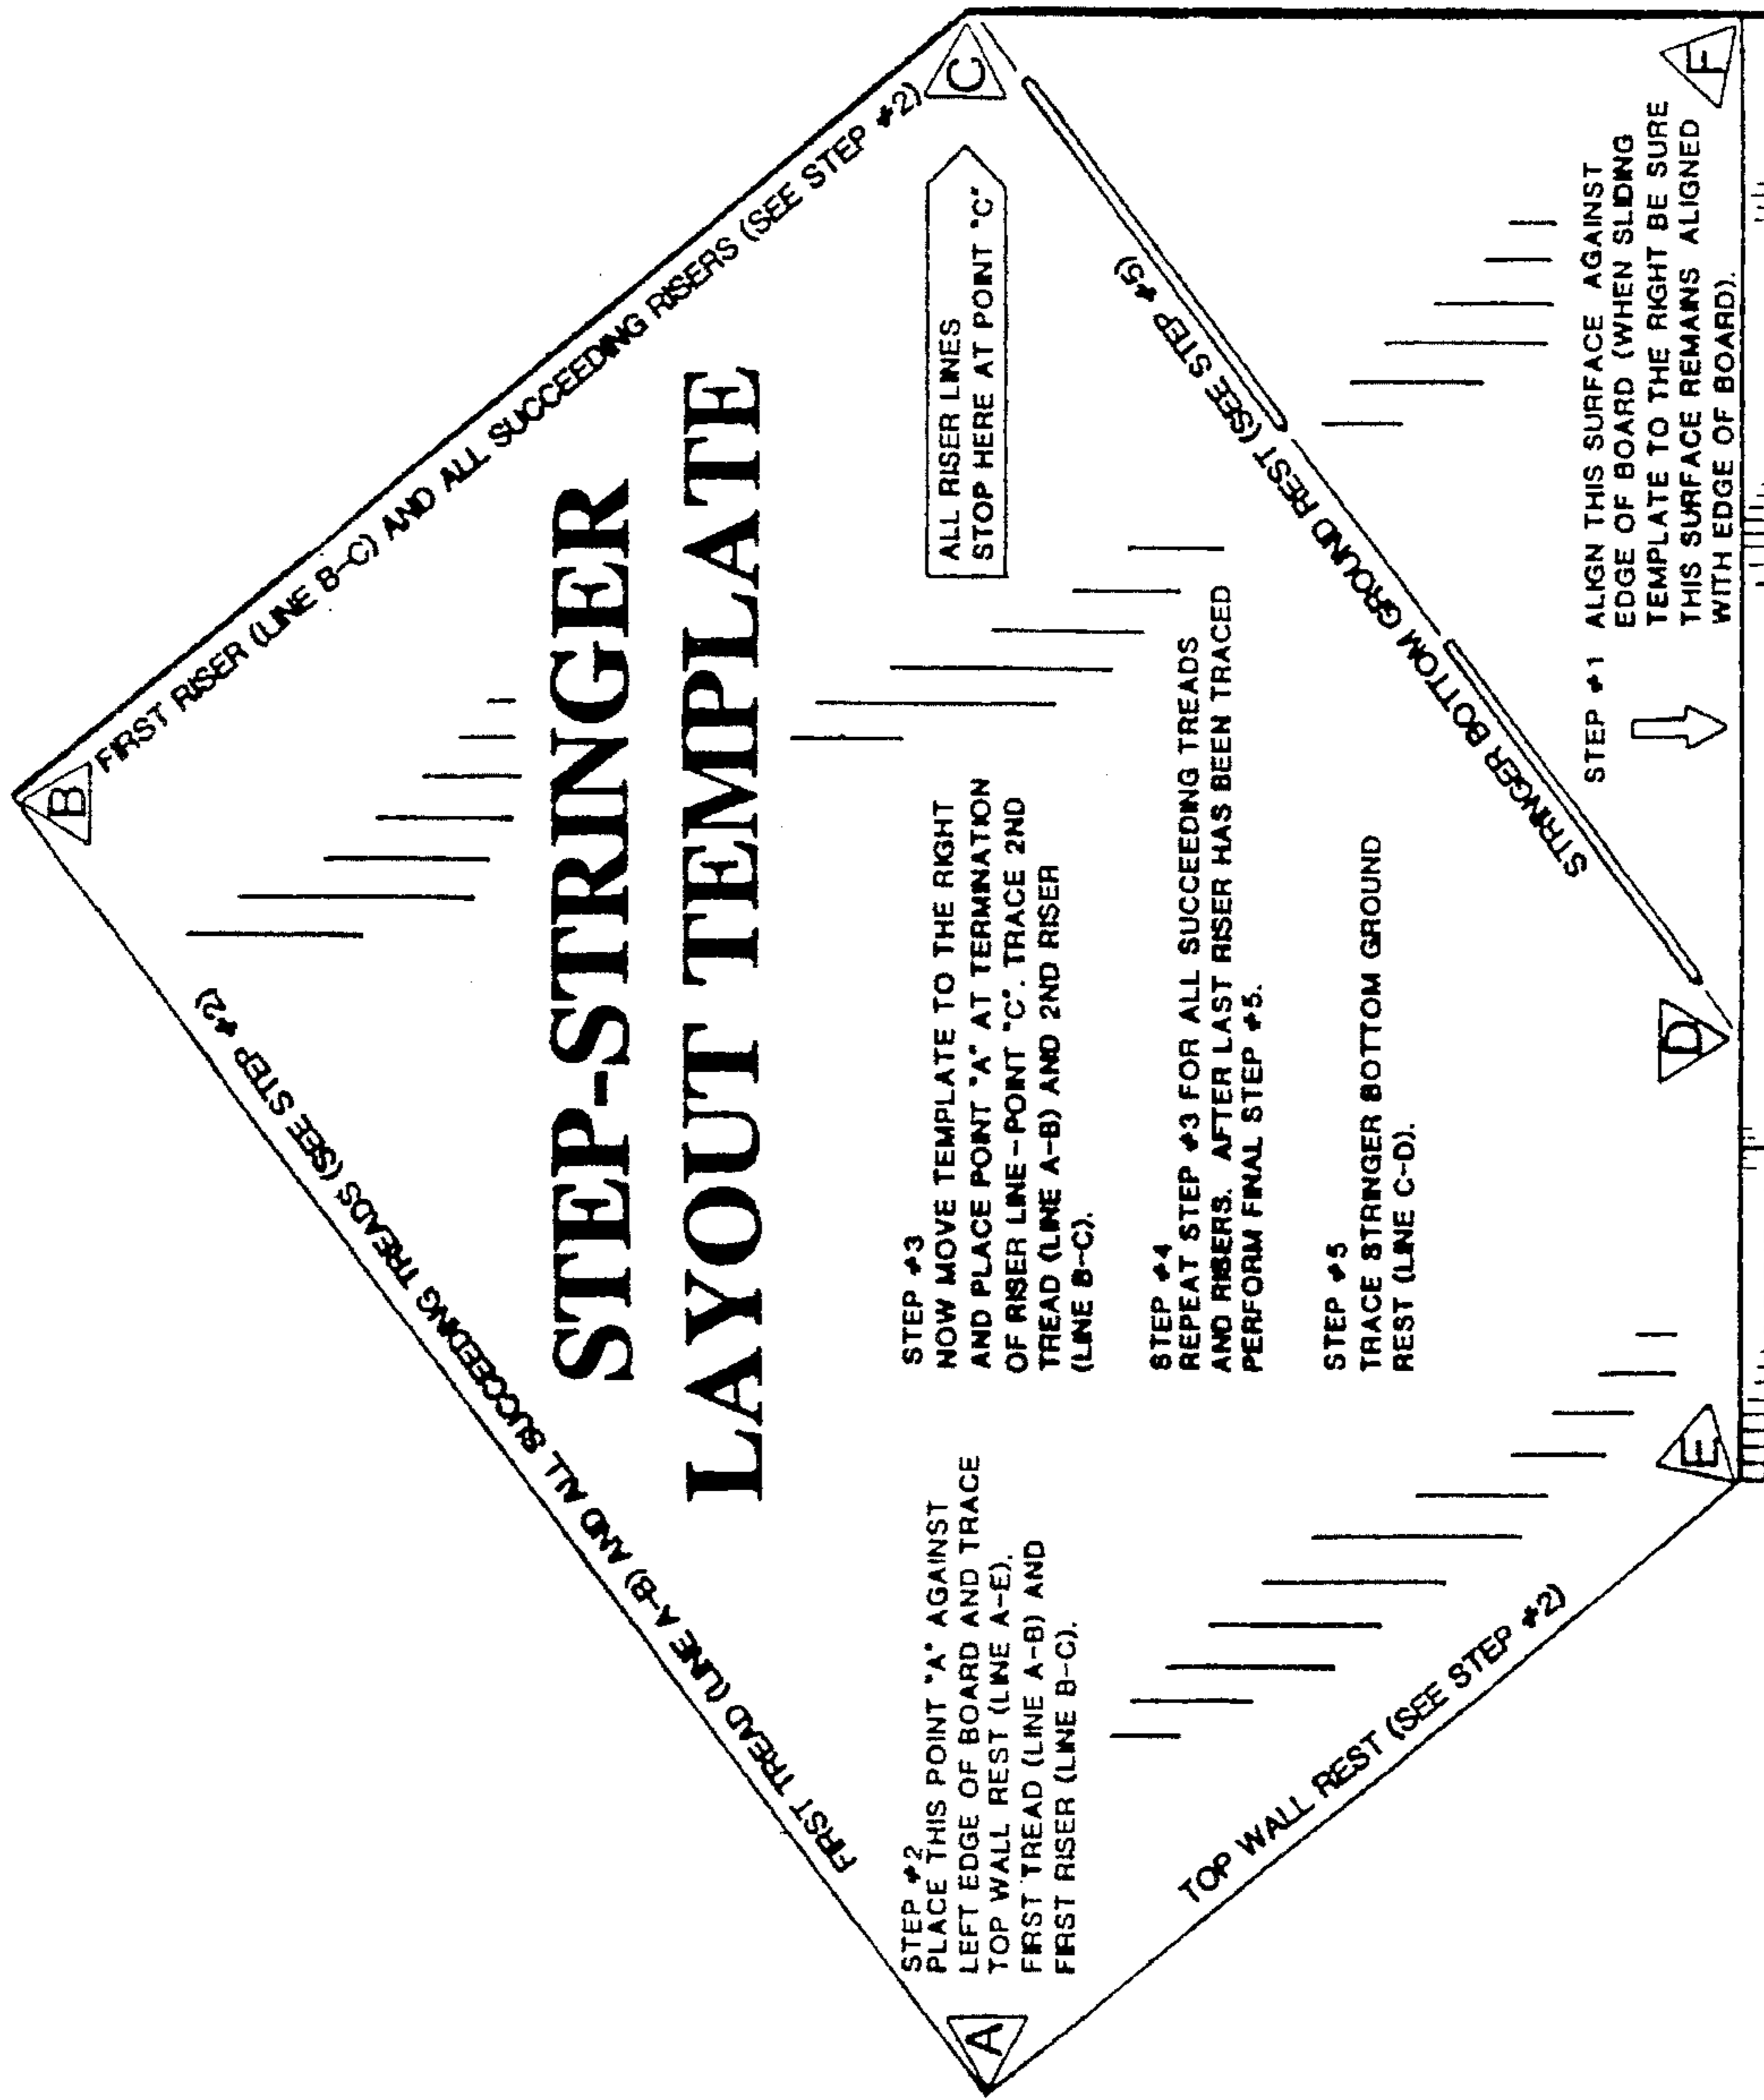 B
FIRST RISER (LINE B-C) AND ALL SUCCEEDING RISERS (SEE STEP #2)
FIRST TREAD (LINE A-B) AND ALL SUCCEEDING TREADS (SEE STEP #2)
STEP-STRINGER
LAYOUT TEMPLATE
A
C
STEP #2
PLACE THIS POINT "A" AGAINST
LEFT EDGE OF BOARD AND TRACE
TOP WALL REST (LINE A-E).
FIRST TREAD (LINE A-B) AND
FIRST RISER (LINE B-C).
STEP #3
NOW MOVE TEMPLATE TO THE RIGHT
AND PLACE POINT "A" AT TERMINATION
OF RISER LINE-POINT "C". TRACE 2ND
TREAD (LINE A-B) AND 2ND RISER
(LINE B-C).
ALL RISER LINES
STOP HERE AT POINT "C"
STEP #4
REPEAT STEP #3 FOR ALL SUCCEEDING TREADS
AND RISERS. AFTER LAST RISER HAS BEEN TRACED
PERFORM FINAL STEP #5.
STEP #5
TRACE STRINGER BOTTOM GROUND
REST (LINE C-D).
STRINGER BOTTOM GROUND REST (SEE STEP #5)
TOP WALL REST (SEE STEP #2)
STEP #1 ALIGN THIS SURFACE AGAINST
EDGE OF BOARD (WHEN SLIDING
TEMPLATE TO THE RIGHT BE SURE
THIS SURFACE REMAINS ALIGNED
WITH EDGE OF BOARD).
E
D
F